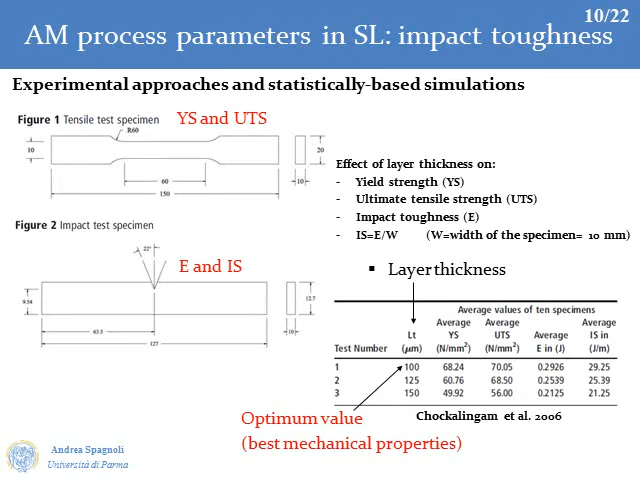 10/22
AM process parameters in SL: impact toughness
Experimental approaches and statistically-based simulations
Figure 1 Tensile test specimen
YS and UTS
R60
10
20
60
10
150
Effect of layer thickness on:
- Yield strength (YS)
- Ultimate tensile strength (UTS)
- Impact toughness (E)
- IS=E/W (W=width of the specimen= 10 mm)
Figure 2 Impact test specimen
22°
E and IS
9.54
12.7
63.5
10
127
▪ Layer thickness
Average values of ten specimens
Average Average Average
Lt YS UTS Average IS in
Test Number (μm) (N/mm²) (N/mm²) E in (J) (J/m)
1 100 68.24 70.05 0.2926 29.25
2 125 60.76 68.50 0.2539 25.39
3 150 49.92 56.00 0.2125 21.25
Chockalingam et al. 2006
Optimum value
(best mechanical properties)
Andrea Spagnoli
Università di Parma